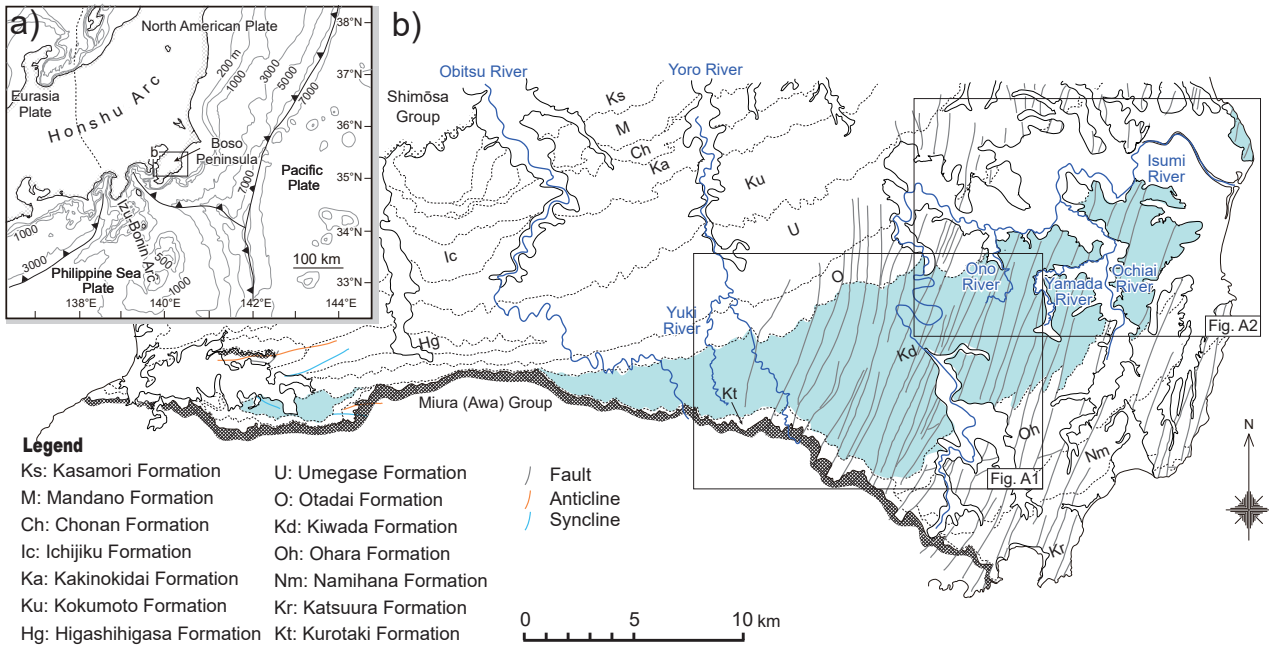 a)
North American Plate
38°N
37°N
36°N
35°N
34°N
33°N
200 m
1000
3000
5000
7000
Eurasia
Plate
Honshu Arc
b
Boso
Peninsula
Pacific
Plate
7000
Izu-Bonin Arc
1000
3000
500
1000
Philippine Sea
Plate
100 km
138°E
140°E
142°E
144°E
b)
Obitsu River
Yoro River
Shimōsa
Group
Ks
M
Ch
Ka
Ku
U
Ic
O
Isumi
River
Ono
River
Yamada
River
Ochiai
River
Yuki
River
Fig. A2
Hg
Kd
Kt
Miura (Awa) Group
Oh
Nm
Fig. A1
Kr
N
Legend
Ks: Kasamori Formation
M: Mandano Formation
Ch: Chonan Formation
Ic: Ichijiku Formation
Ka: Kakinokidai Formation
Ku: Kokumoto Formation
Hg: Higashihigasa Formation
U: Umegase Formation
O: Otadai Formation
Kd: Kiwada Formation
Oh: Ohara Formation
Nm: Namihana Formation
Kr: Katsuura Formation
Kt: Kurotaki Formation
Fault
Anticline
Syncline
0 5 10 km